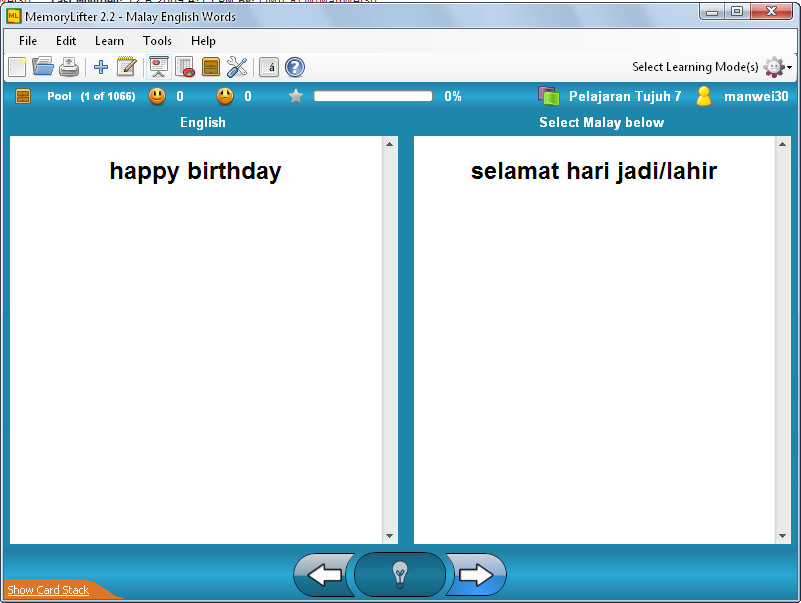 MemoryLifter 2.2 - Malay English Words
File Edit Learn Tools Help
á ? Select Learning Mode(s)
Pool (1 of 1066) 0 0 0% Pelajaran Tujuh 7 manwei30
English Select Malay below
happy birthday
selamat hari jadi/lahir
Show Card Stack